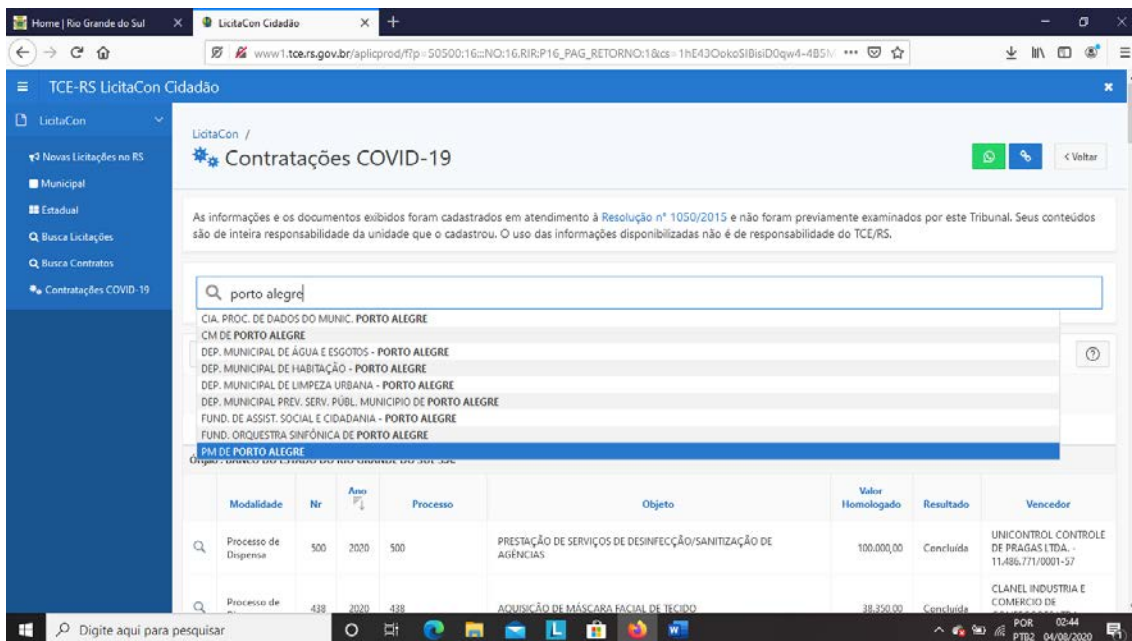 Home | Rio Grande do Sul
LicitaCon Cidadão
www1.tce.rs.gov.br/aplicprod/f?p=50500:16:::NO:16,RIR:P16_PAG_RETORNO:1&cs=
TCE-RS LicitaCon Cidadão
LicitaCon
Novas Licitações no RS
Municipal
Estadual
Busca Licitações
Busca Contratos
Contratações COVID-19
LicitaCon /
Contratações COVID-19
< Voltar
As informações e os documentos exibidos foram cadastrados em atendimento à Resolução nº 1050/2015 e não foram previamente examinados por este Tribunal. Seus conteúdos
são de inteira responsabilidade da unidade que o cadastrou. O uso das informações disponibilizadas não é de responsabilidade do TCE/RS.
porto alegre
CIA. PROC. DE DADOS DO MUNIC. PORTO ALEGRE
CM DE PORTO ALEGRE
DEP. MUNICIPAL DE ÁGUA E ESGOTOS - PORTO ALEGRE
DEP. MUNICIPAL DE HABITAÇÃO - PORTO ALEGRE
DEP. MUNICIPAL DE LIMPEZA URBANA - PORTO ALEGRE
DEP. MUNICIPAL PREV. SERV. PÚBL. MUNICIPIO DE PORTO ALEGRE
FUND. DE ASSIST. SOCIAL E CIDADANIA - PORTO ALEGRE
FUND. ORQUESTRA SINFÔNICA DE PORTO ALEGRE
PM DE PORTO ALEGRE
Órgão : BANCO DO ESTADO DO RIO GRANDE DO SUL
Modalidade Nr Ano Processo Objeto Valor Homologado Resultado Vencedor
Processo de Dispensa 500 2020 500 PRESTAÇÃO DE SERVIÇOS DE DESINFECÇÃO/SANITIZAÇÃO DE AGÊNCIAS 100.000,00 Concluída UNICONTROL CONTROLE DE PRAGAS LTDA. - 11.486.771/0001-57
Processo de 438 2020 438 AQUISIÇÃO DE MÁSCARA FACIAL DE TECIDO 38.350,00 Concluída CLANEL INDUSTRIA E COMERCIO DE
Digite aqui para pesquisar
POR 02:44
PTB2 04/08/2020